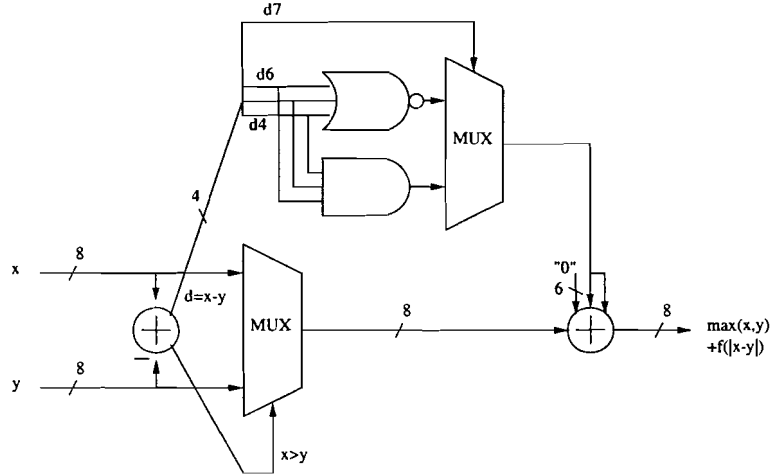 d7
d6
d4
MUX
4
x
8
d=x-y
MUX
8
"0"
6
8
max(x,y)
+f(|x-y|)
y
8
x>y